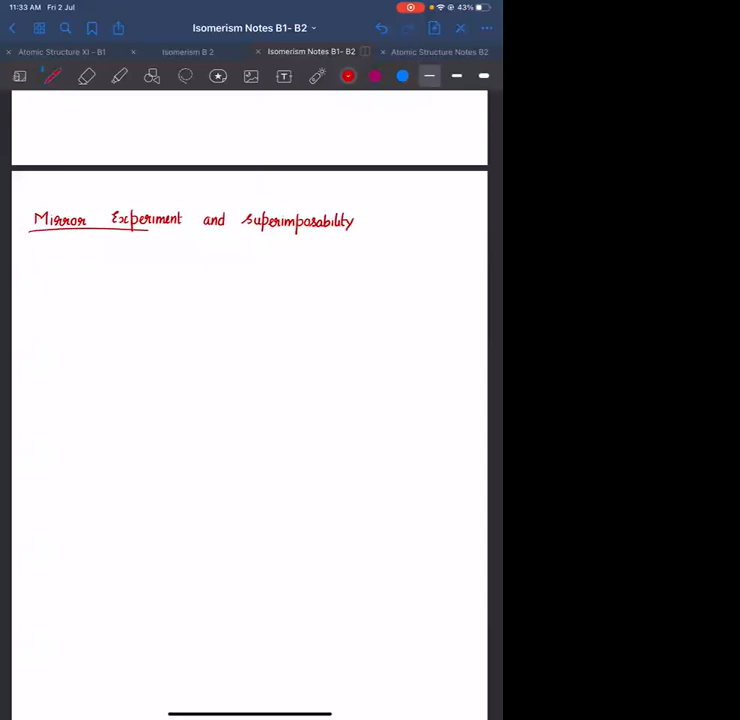 11:33 AM Fri 2 Jul
43%
Isomerism Notes B1- B2
Atomic Structure XI - B1
Isomerism B 2
Isomerism Notes B1- B2
Atomic Structure Notes B2
Mirror Experiment and Superimposability